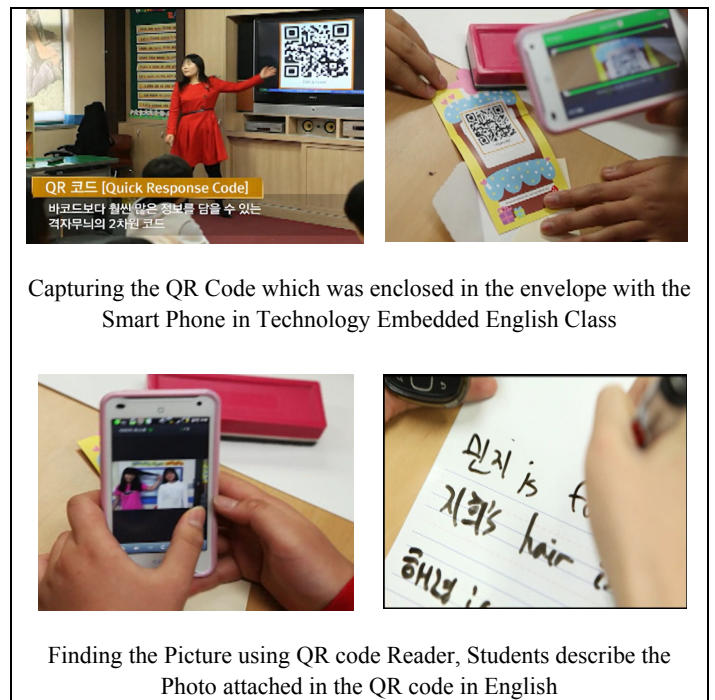 QR 코드 [Quick Response Code]
바코드보다 훨씬 많은 정보를 담을 수 있는
격자무늬의 2차원 코드
Capturing the QR Code which was enclosed in the envelope with the
Smart Phone in Technology Embedded English Class
민지 is
지희's hair
is
Finding the Picture using QR code Reader, Students describe the
Photo attached in the QR code in English